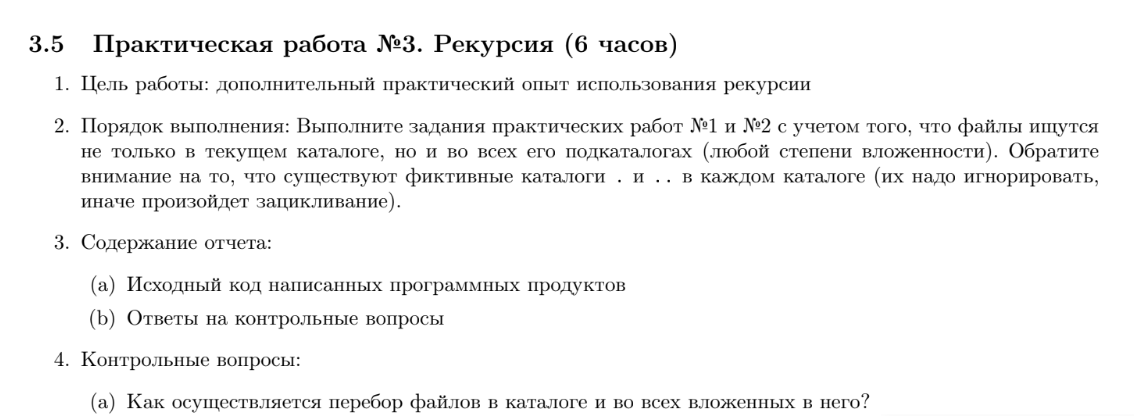 3.5 Практическая работа №3. Рекурсия (6 часов)
1. Цель работы: дополнительный практический опыт использования рекурсии
2. Порядок выполнения: Выполните задания практических работ №1 и №2 с учетом того, что файлы ищутся
не только в текущем каталоге, но и во всех его подкаталогах (любой степени вложенности). Обратите
внимание на то, что существуют фиктивные каталоги . и .. в каждом каталоге (их надо игнорировать,
иначе произойдет зацикливание).
3. Содержание отчета:
(a) Исходный код написанных программных продуктов
(b) Ответы на контрольные вопросы
4. Контрольные вопросы:
(a) Как осуществляется перебор файлов в каталоге и во всех вложенных в него?